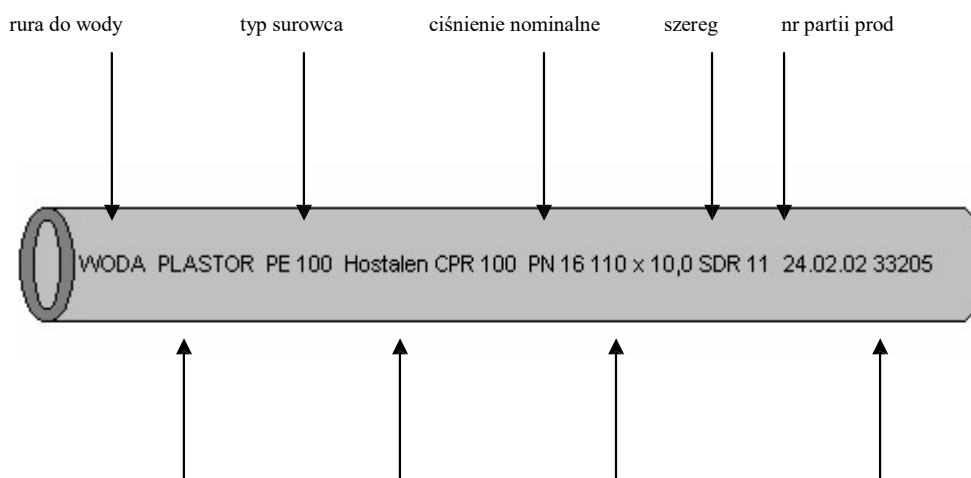 rura do wody typ surowca ciśnienie nominalne szereg nr partii prod
WODA PLASTOR PE 100 Hostalen CPR 100 PN 16 110 x 10,0 SDR 11 24.02.02 33205